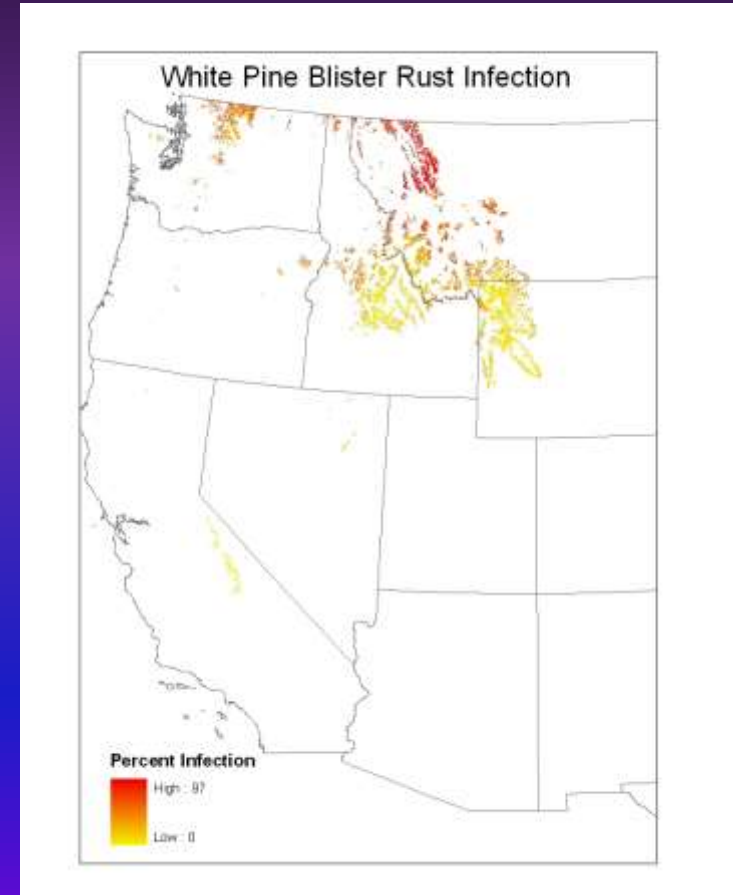 White Pine Blister Rust Infection
Percent Infection
High : 97
Low : 0